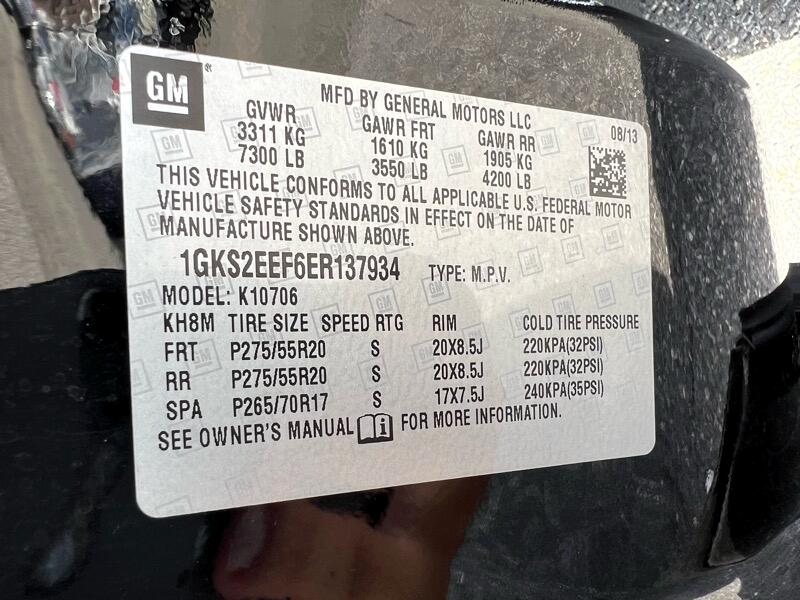 GM
MFD BY GENERAL MOTORS LLC
08/13
GVWR GAWR FRT GAWR RR
3311 KG 1610 KG 1905 KG
7300 LB 3550 LB 4200 LB
THIS VEHICLE CONFORMS TO ALL APPLICABLE U.S. FEDERAL MOTOR
VEHICLE SAFETY STANDARDS IN EFFECT ON THE DATE OF
MANUFACTURE SHOWN ABOVE.
1GKS2EEF6ER137934 TYPE: M.P.V.
MODEL: K10706
KH8M TIRE SIZE SPEED RTG RIM COLD TIRE PRESSURE
FRT P275/55R20 S 20X8.5J 220KPA(32PSI)
RR P275/55R20 S 20X8.5J 220KPA(32PSI)
SPA P265/70R17 S 17X7.5J 240KPA(35PSI)
SEE OWNER'S MANUAL FOR MORE INFORMATION.